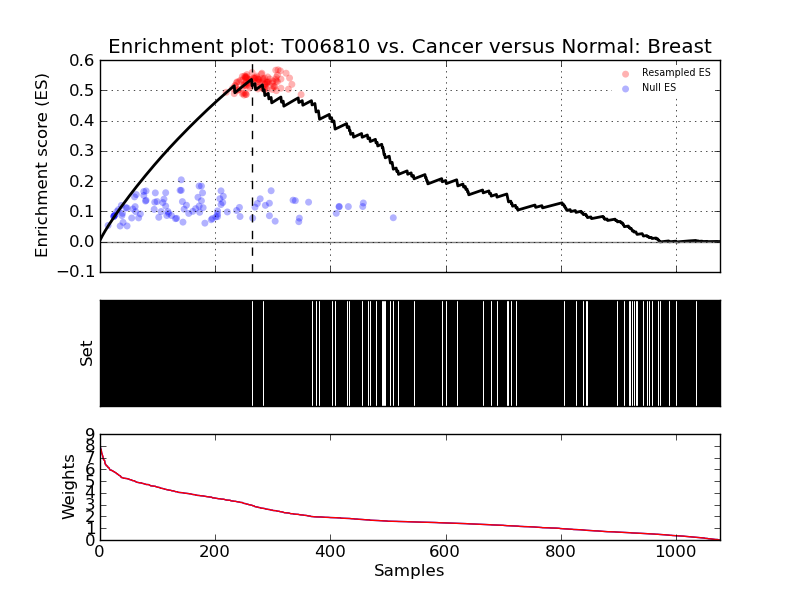 Enrichment plot: T006810 vs. Cancer versus Normal: Breast
0.6
0.5
0.4
0.3
0.2
0.1
0.0
−0.1
Enrichment score (ES)
Resampled ES
Null ES
Set
9
8
7
6
5
4
3
2
1
0
Weights
0 200 400 600 800 1000
Samples